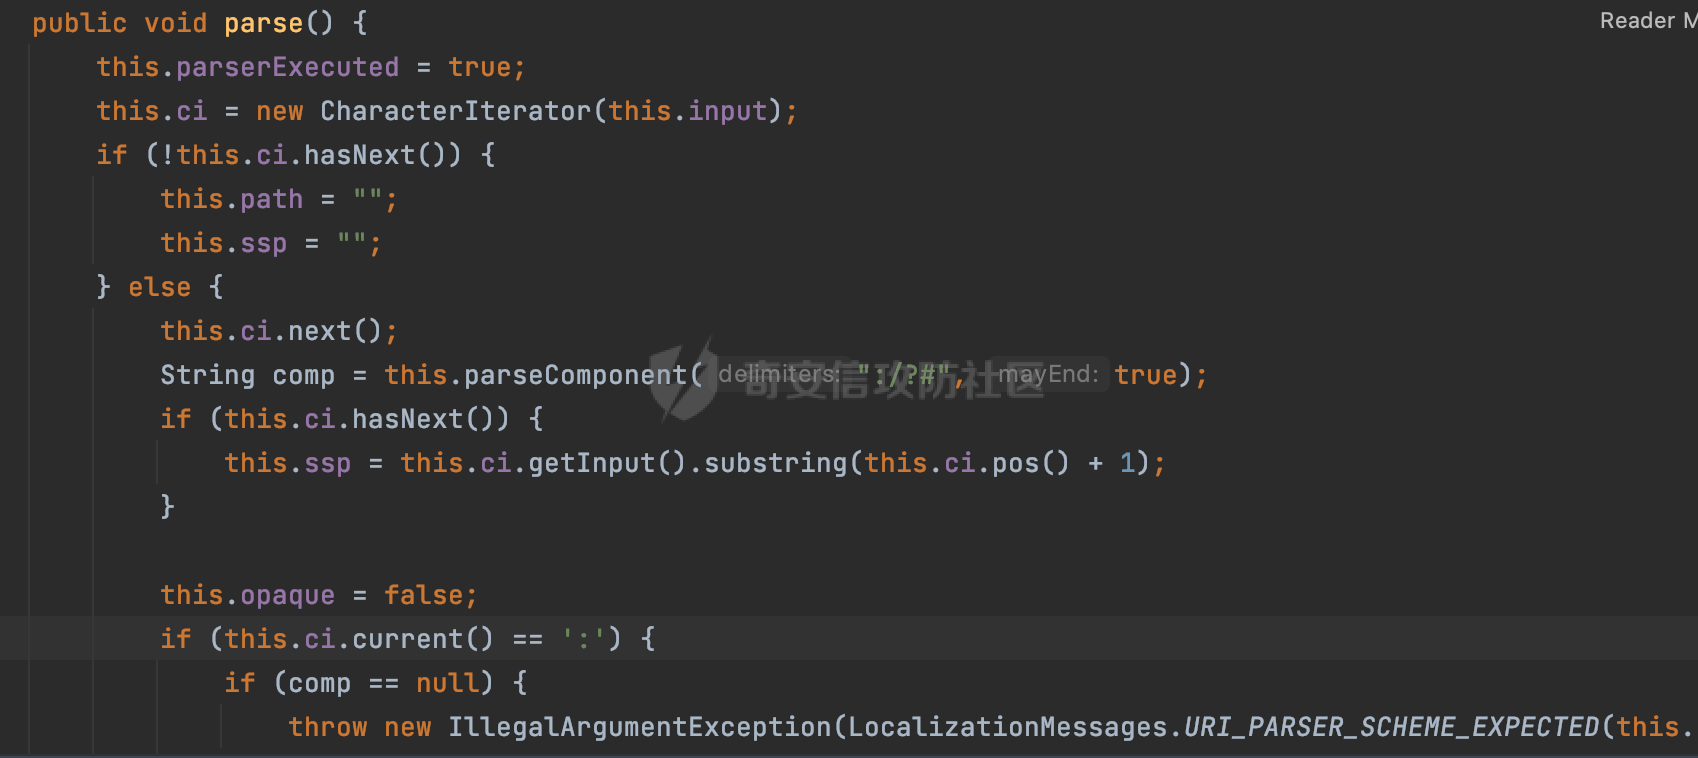 public void parse() {
Reader M
this.parserExecuted = true;
this.ci = new CharacterIterator(this.input);
if (!this.ci.hasNext()) {
this.path = "";
this.ssp = "";
} else {
this.ci.next();
String comp = this.parseComponent( delimiters: ":/?#", mayEnd: true);
奇安信攻防社区
if (this.ci.hasNext()) {
this.ssp = this.ci.getInput().substring(this.ci.pos() + 1);
}
this.opaque = false;
if (this.ci.current() == ':') {
if (comp == null) {
throw new IllegalArgumentException(LocalizationMessages.URI_PARSER_SCHEME_EXPECTED(this.